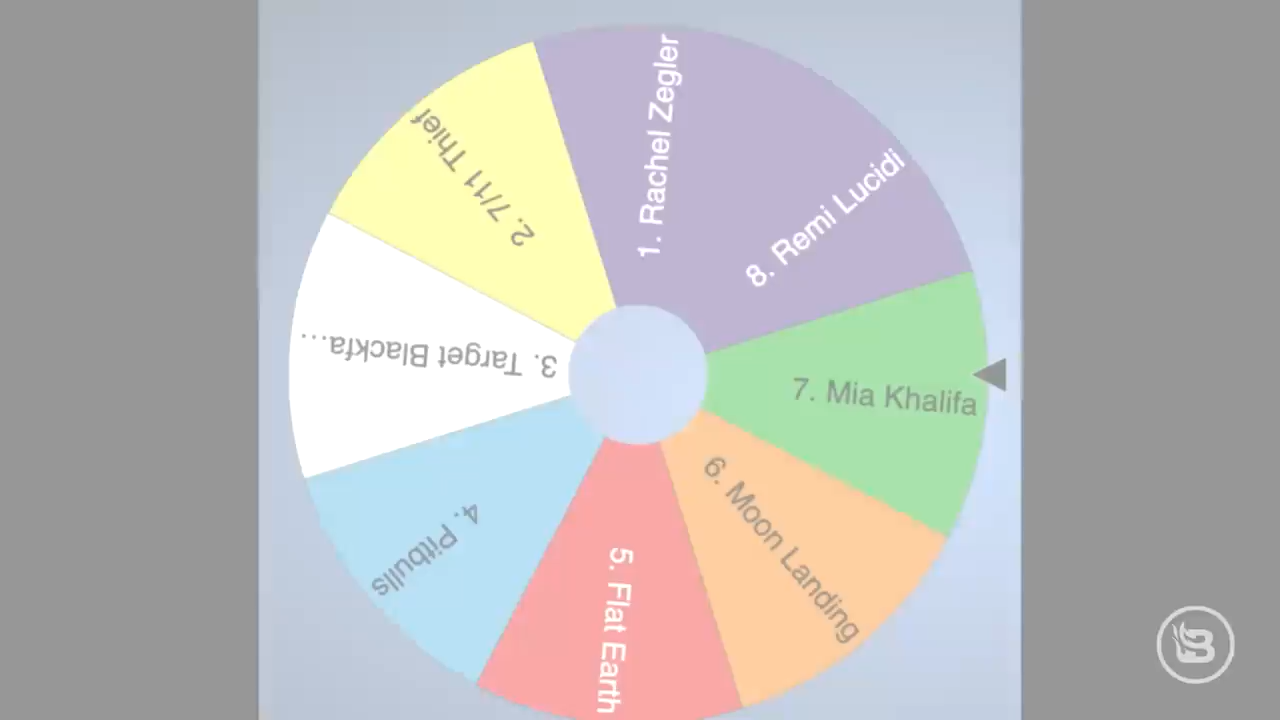 1. Rachel Zegler
2. 7/11 Thief
3. Target Blackfa...
4. Pitbulls
5. Flat Earth
6. Moon Landing
7. Mia Khalifa
8. Remi Lucidi
B